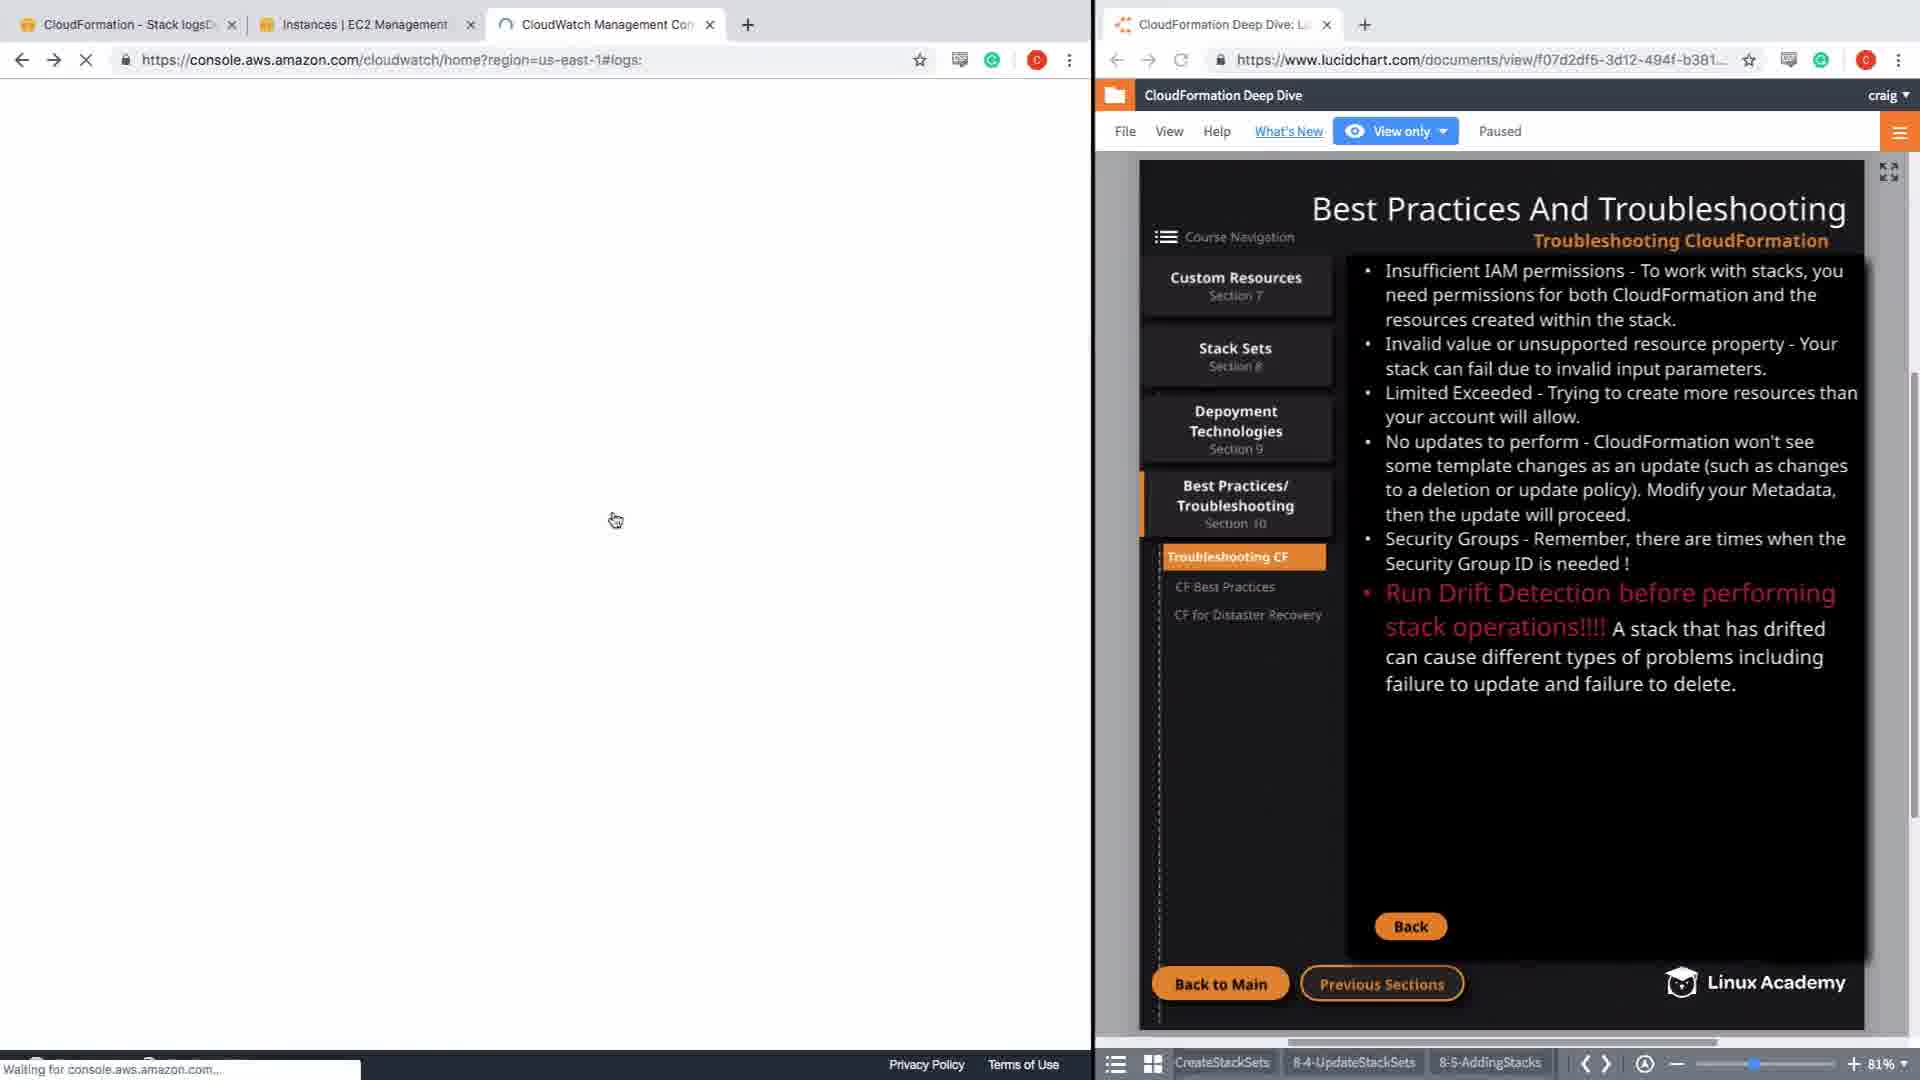 CloudFormation - Stack logsD
Instances | EC2 Management
CloudWatch Management Con
https://console.aws.amazon.com/cloudwatch/home?region=us-east-1#logs:
C
Waiting for console.aws.amazon.com...
Privacy Policy
Terms of Use
CloudFormation Deep Dive: L
https://www.lucidchart.com/documents/view/f07d2df5-3d12-494f-b381...
C
CloudFormation Deep Dive
craig
File
View
Help
What's New
View only
Paused
Best Practices And Troubleshooting
Troubleshooting CloudFormation
Course Navigation
Custom Resources
Section 7
Stack Sets
Section 8
Depoyment
Technologies
Section 9
Best Practices/
Troubleshooting
Section 10
Troubleshooting CF
CF Best Practices
CF for Distaster Recovery
• Insufficient IAM permissions - To work with stacks, you
need permissions for both CloudFormation and the
resources created within the stack.
• Invalid value or unsupported resource property - Your
stack can fail due to invalid input parameters.
• Limited Exceeded - Trying to create more resources than
your account will allow.
• No updates to perform - CloudFormation won't see
some template changes as an update (such as changes
to a deletion or update policy). Modify your Metadata,
then the update will proceed.
• Security Groups - Remember, there are times when the
Security Group ID is needed !
• Run Drift Detection before performing
stack operations!!!! A stack that has drifted
can cause different types of problems including
failure to update and failure to delete.
Back
Back to Main
Previous Sections
Linux Academy
CreateStackSets
8-4-UpdateStackSets
8-5-AddingStacks
A
81%